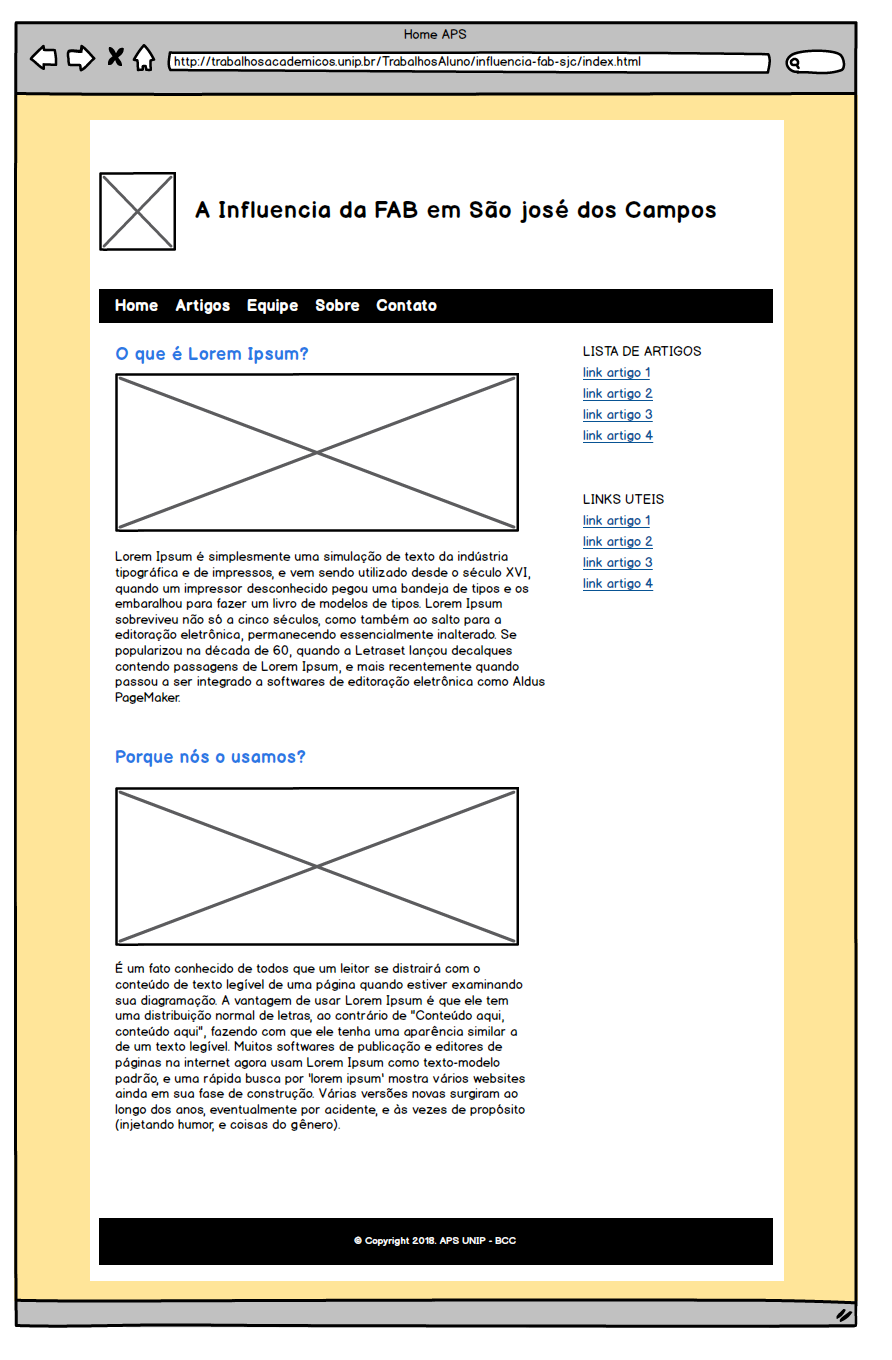 Home APS
http://trabalhosacademicos.unip.br/TrabalhosAluno/influencia-fab-sjc/index.html
A Influencia da FAB em São josé dos Campos
Home Artigos Equipe Sobre Contato
O que é Lorem Ipsum?
Lorem Ipsum é simplesmente uma simulação de texto da indústria
tipográfica e de impressos, e vem sendo utilizado desde o século XVI,
quando um impressor desconhecido pegou uma bandeja de tipos e os
embaralhou para fazer um livro de modelos de tipos. Lorem Ipsum
sobreviveu não só a cinco séculos, como também ao salto para a
editoração eletrônica, permanecendo essencialmente inalterado. Se
popularizou na década de 60, quando a Letraset lançou decalques
contendo passagens de Lorem Ipsum, e mais recentemente quando
passou a ser integrado a softwares de editoração eletrônica como Aldus
PageMaker.
Porque nós o usamos?
É um fato conhecido de todos que um leitor se distrairá com o
conteúdo de texto legível de uma página quando estiver examinando
sua diagramação. A vantagem de usar Lorem Ipsum é que ele tem
uma distribuição normal de letras, ao contrário de "Conteúdo aqui,
conteúdo aqui", fazendo com que ele tenha uma aparência similar a
de um texto legível. Muitos softwares de publicação e editores de
páginas na internet agora usam Lorem Ipsum como texto-modelo
padrão, e uma rápida busca por 'lorem ipsum' mostra vários websites
ainda em sua fase de construção. Várias versões novas surgiram ao
longo dos anos, eventualmente por acidente, e às vezes de propósito
(injetando humor, e coisas do gênero).
LISTA DE ARTIGOS
link artigo 1
link artigo 2
link artigo 3
link artigo 4
LINKS UTEIS
link artigo 1
link artigo 2
link artigo 3
link artigo 4
© Copyright 2018. APS UNIP - BCC